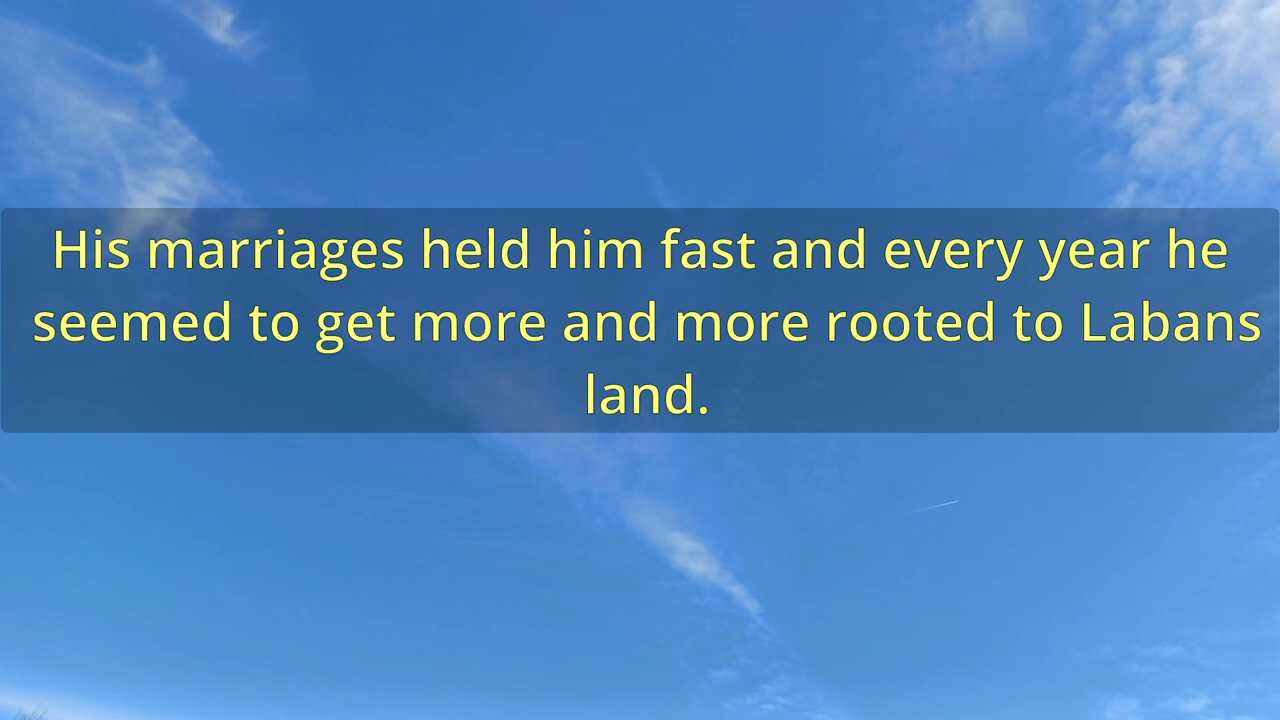 His marriages held him fast and every year he
seemed to get more and more rooted to Labans
land.